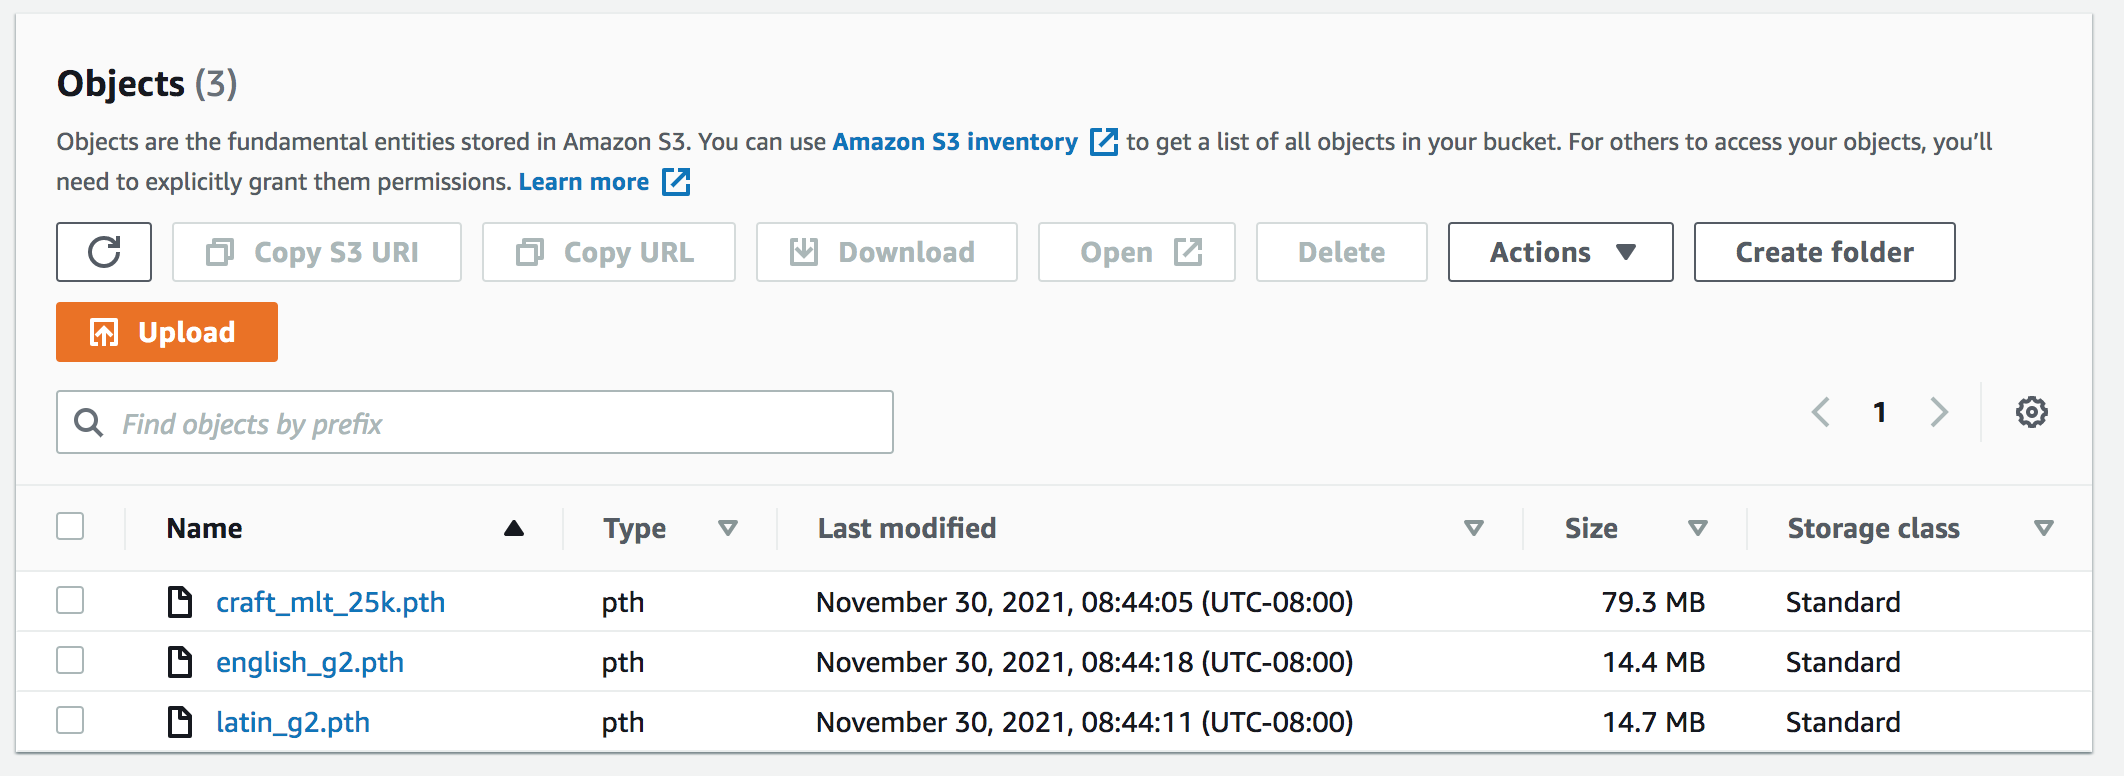 Objects (3)
Objects are the fundamental entities stored in Amazon S3. You can use Amazon S3 inventory to get a list of all objects in your bucket. For others to access your objects, you’ll
need to explicitly grant them permissions. Learn more
Copy S3 URI Copy URL Download Open Delete Actions Create folder
Upload
Find objects by prefix 1
Name Type Last modified Size Storage class
craft_mlt_25k.pth pth November 30, 2021, 08:44:05 (UTC-08:00) 79.3 MB Standard
english_g2.pth pth November 30, 2021, 08:44:18 (UTC-08:00) 14.4 MB Standard
latin_g2.pth pth November 30, 2021, 08:44:11 (UTC-08:00) 14.7 MB Standard